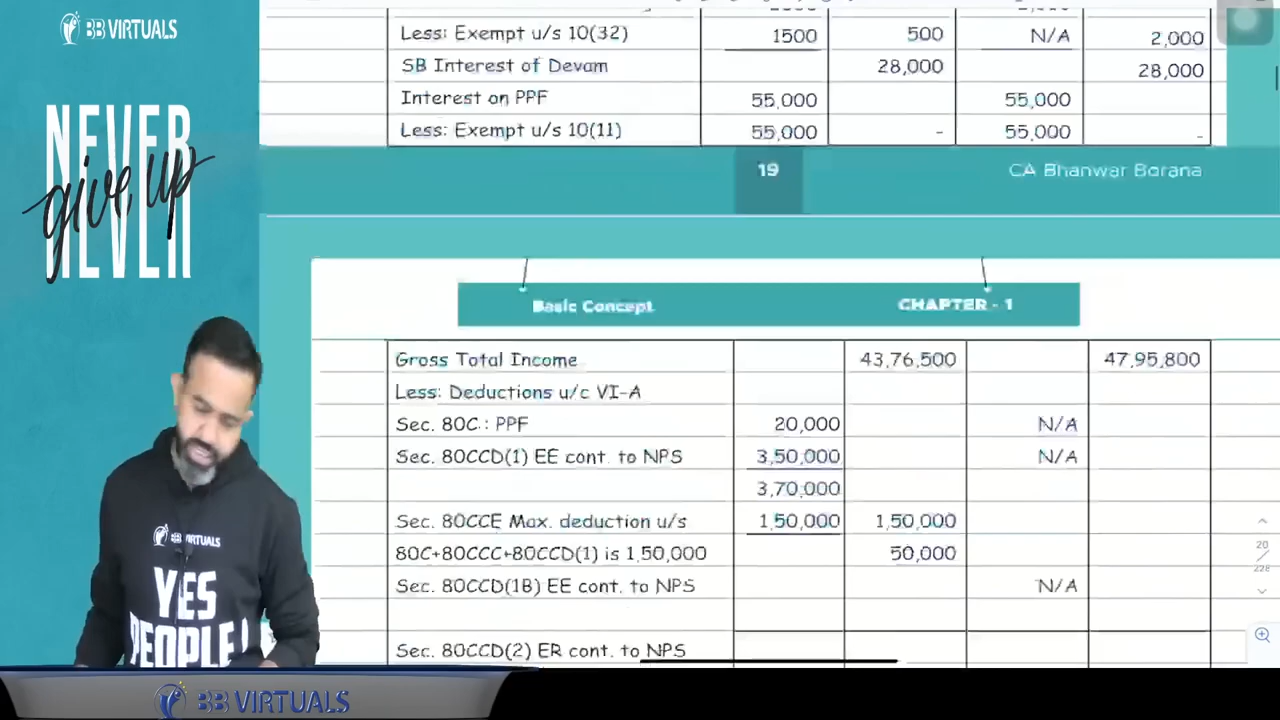 BB VIRTUALS
NEVER
give up
NEVER
BB VIRTUALS
YES
PEOPLE!
BB VIRTUALS
Less: Exempt u/s 10(32) 1500 500 N/A 2,000
SB Interest of Devam 28,000 28,000
Interest on PPF 55,000 55,000
Less: Exempt u/s 10(11) 55,000 - 55,000 -
19 CA Bhanwar Borana
Basic Concept CHAPTER - 1
Gross Total Income 43,76,500 47,95,800
Less: Deductions u/c VI-A
Sec. 80C : PPF 20,000 N/A
Sec. 80CCD(1) EE cont. to NPS 3,50,000 N/A
3,70,000
Sec. 80CCE Max. deduction u/s 1,50,000 1,50,000
80C+80CCC+80CCD(1) is 1,50,000 50,000
Sec. 80CCD(1B) EE cont. to NPS N/A
Sec. 80CCD(2) ER cont. to NPS
20
228